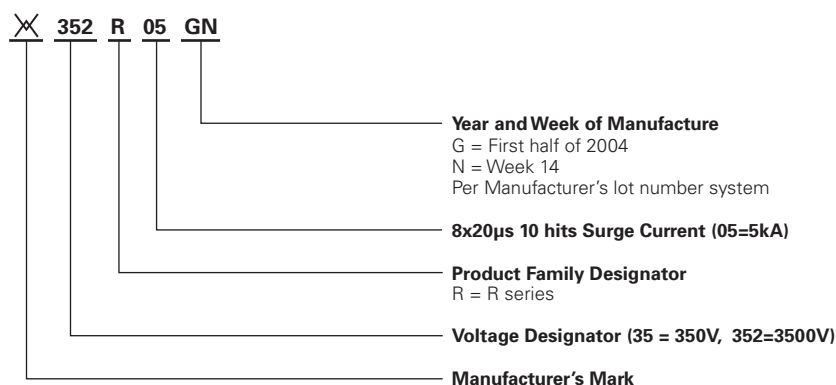 352 R 05 GN
Year and Week of Manufacture
G = First half of 2004
N = Week 14
Per Manufacturer's lot number system
8x20µs 10 hits Surge Current (05=5kA)
Product Family Designator
R = R series
Voltage Designator (35 = 350V, 352=3500V)
Manufacturer's Mark